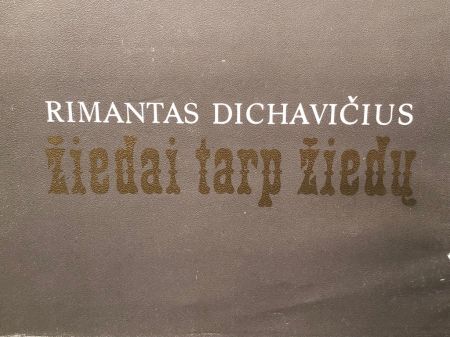 RIMANTAS DICHAVIČIUS
žiedai tarp žiedų